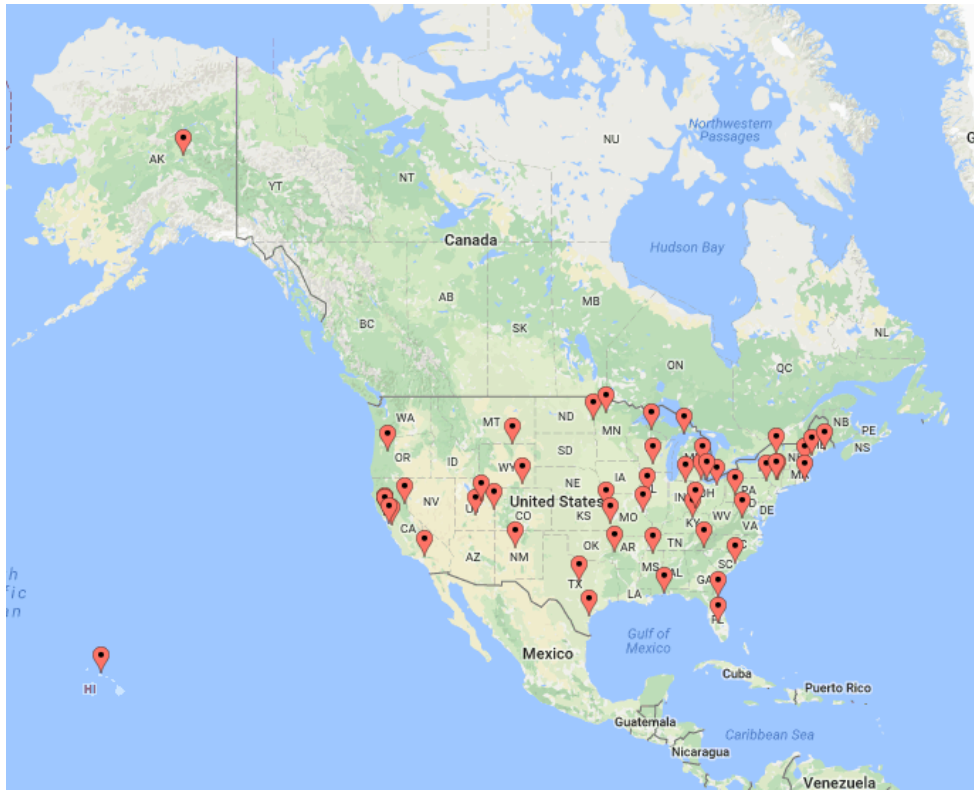 Northwestern
Passages
NU
AK
YT
NT
Canada
Hudson Bay
AB
MB
BC
SK
NL
ON
QC
WA
MT
ND
MN
NB
PE
NS
OR
ID
SD
WY
IA
NE
PA
NV
United States
IN
OH
DE
CO
KS
MO
WV
VA
KY
CA
AZ
NM
OK
AR
TN
SC
MS
AL
GA
TX
LA
FL
Gulf of
Mexico
Mexico
HI
Cuba
Puerto Rico
Guatemala
Caribbean Sea
Nicaragua
Venezuela